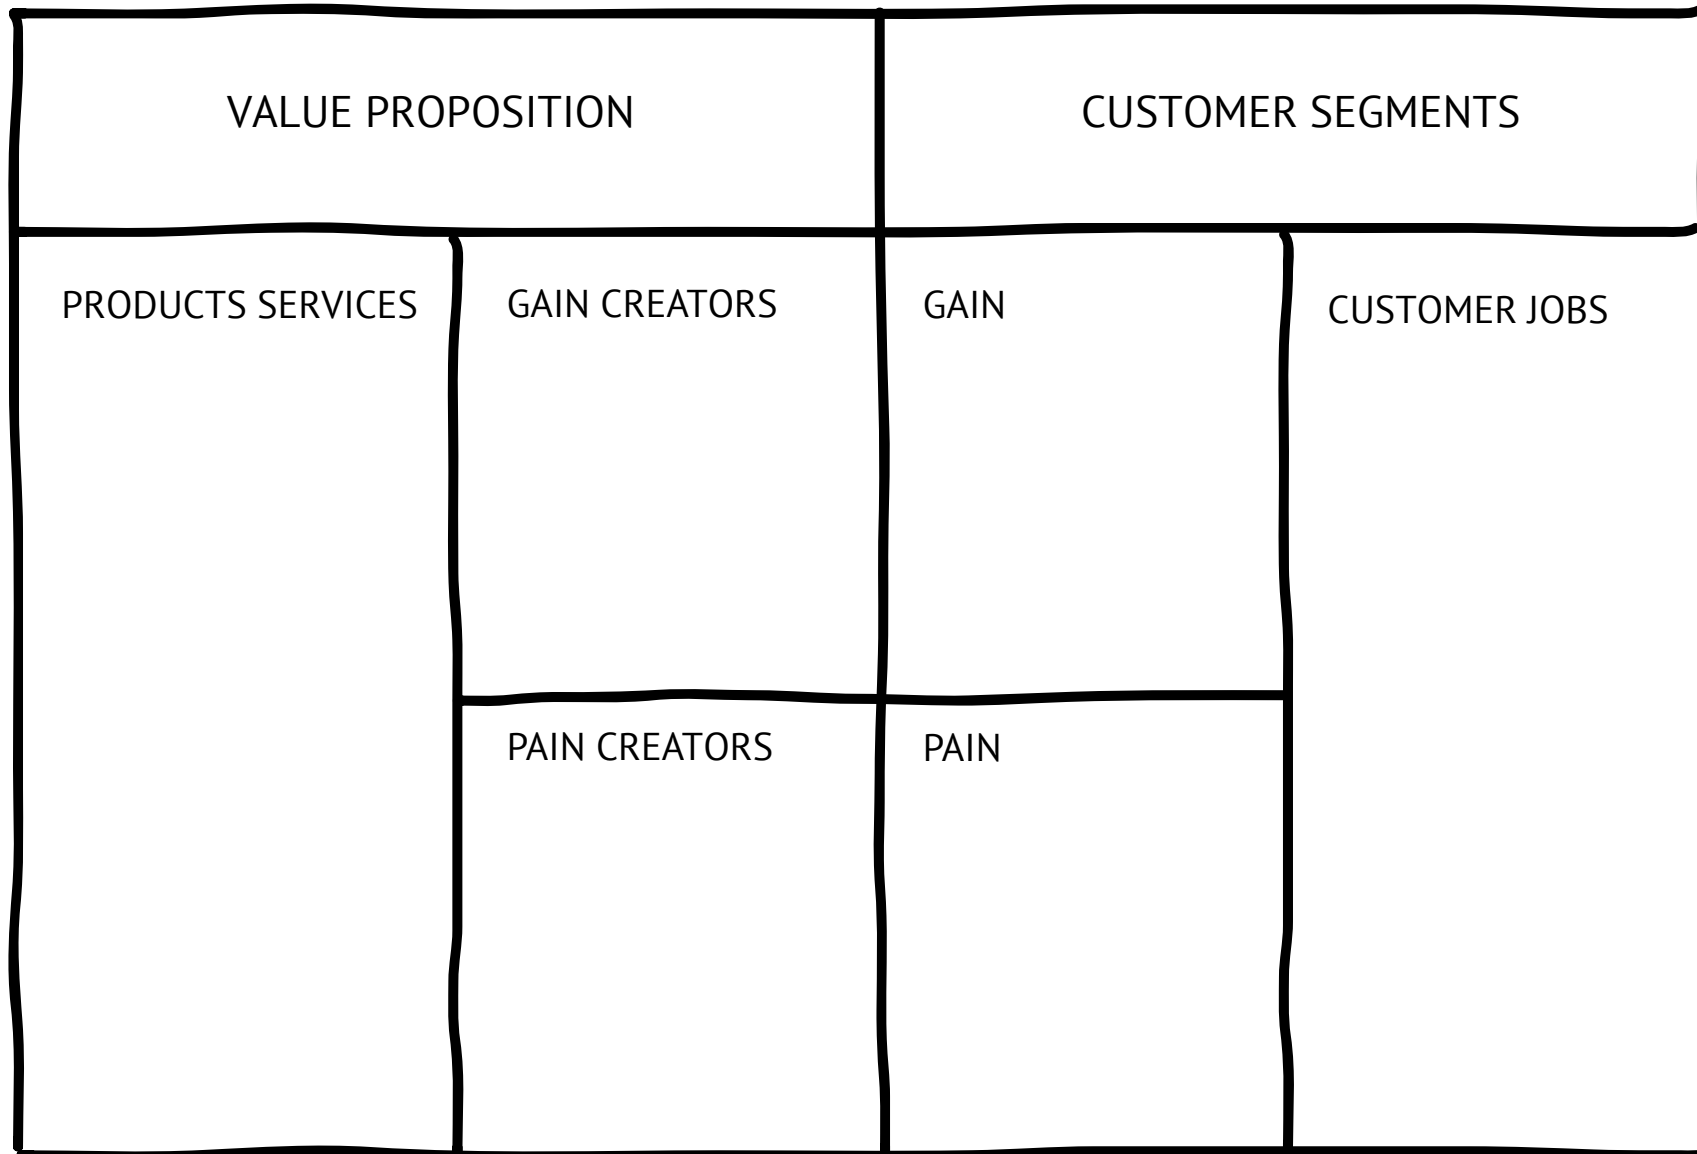 VALUE PROPOSITION
CUSTOMER SEGMENTS
PRODUCTS SERVICES
GAIN CREATORS
GAIN
CUSTOMER JOBS
PAIN CREATORS
PAIN